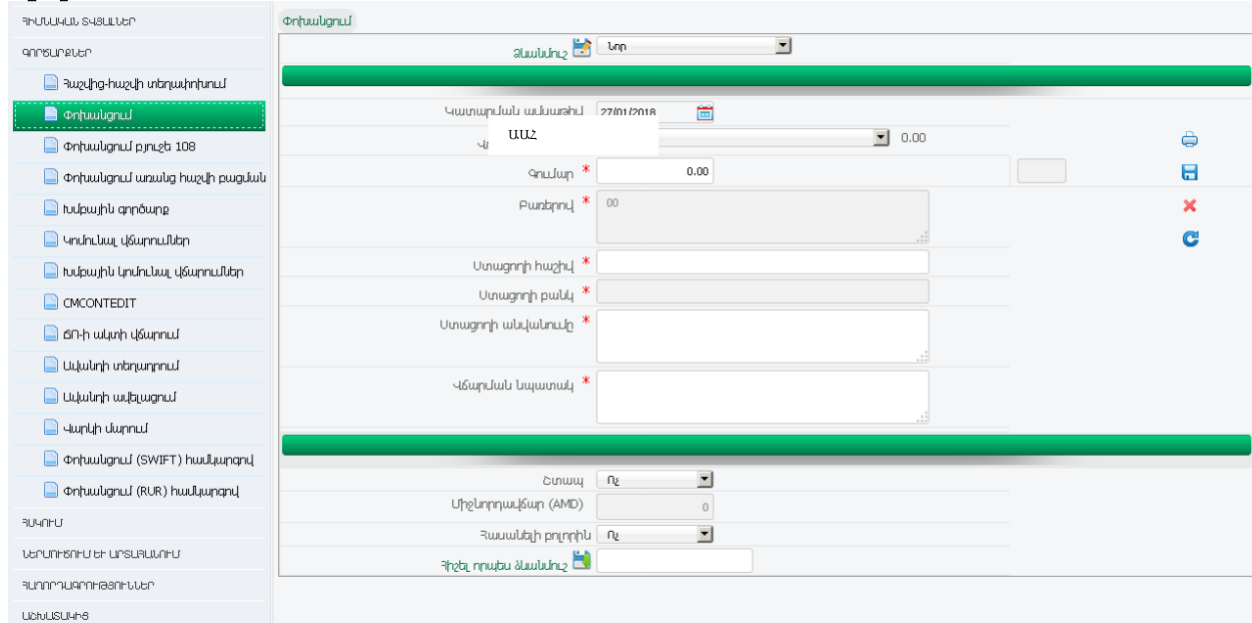 ՀԻՄՆԱԿԱՆ ՏՎՅԱԼՆԵՐ
ԳՈՐԾԱՐՔՆԵՐ
Հաշվից-հաշվի տեղափոխում
Փոխանցում
Փոխանցում բյուջե 108
Փոխանցում առանց հաշվի բացման
Խմբային գործարք
Կոմունալ վճարումներ
Խմբային կոմունալ վճարումներ
CMCONTEDIT
ՃՈ-ի ակտի վճարում
Ավանդի տեղադրում
Ավանդի ավելացում
Վարկի մարում
Փոխանցում (SWIFT) համակարգով
Փոխանցում (RUR) համակարգով
ՀՍԿՈՒՄ
ՆԵՐՄՈՒԾՈՒՄ ԵՒ ԱՐՏԱՀԱՆՈՒՄ
ՀԱՂՈՐԴԱԳՐՈՒԹՅՈՒՆՆԵՐ
ԱՇԽԱՏԱԿԻՑ
Փոխանցում
Ձևանմուշ Նոր
Կատարման ամսաթիվ 27/01/2018
ԱԱՀ
0.00
Գումար * 0.00
Բառերով * 00
Ստացողի հաշիվ *
Ստացողի բանկ *
Ստացողի անվանումը *
Վճարման նպատակ *
Շտապ Ոչ
Միջնորդավճար (AMD) 0
Հասանելի բոլորին Ոչ
Հիշել որպես ձևանմուշ